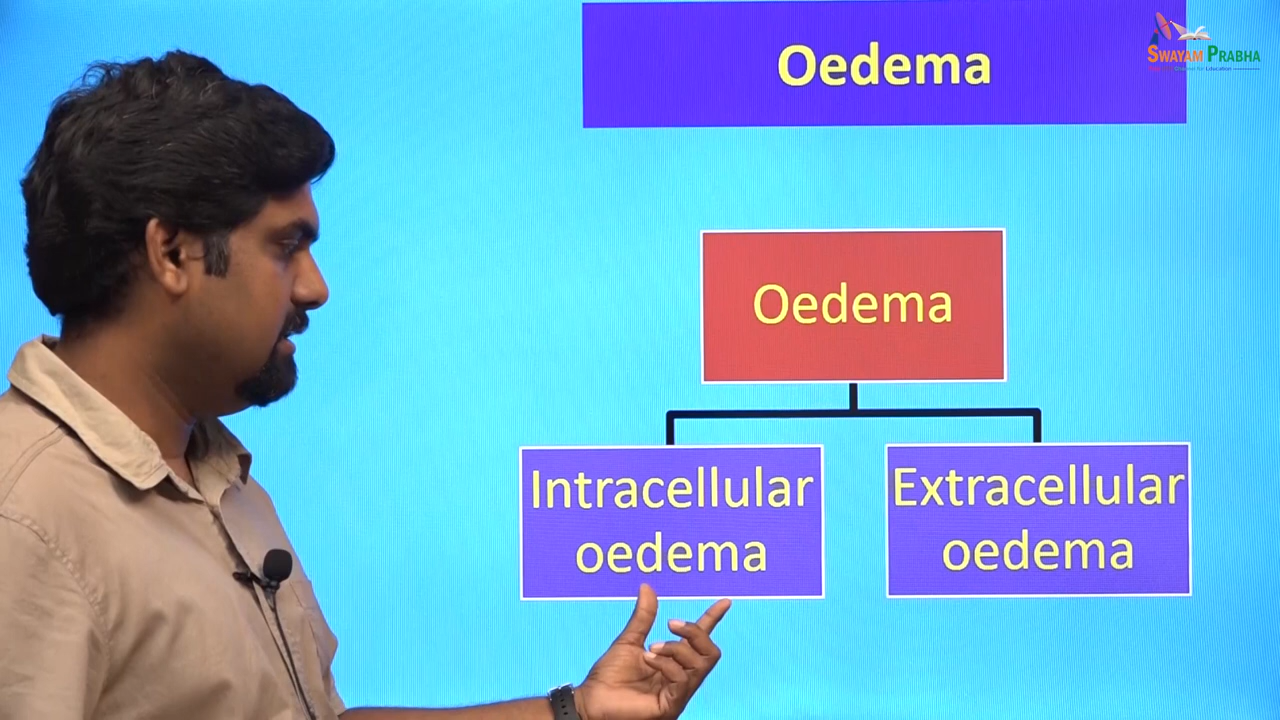 Oedema
SWAYAM PRABHA
Oedema
Intracellular
oedema
Extracellular
oedema